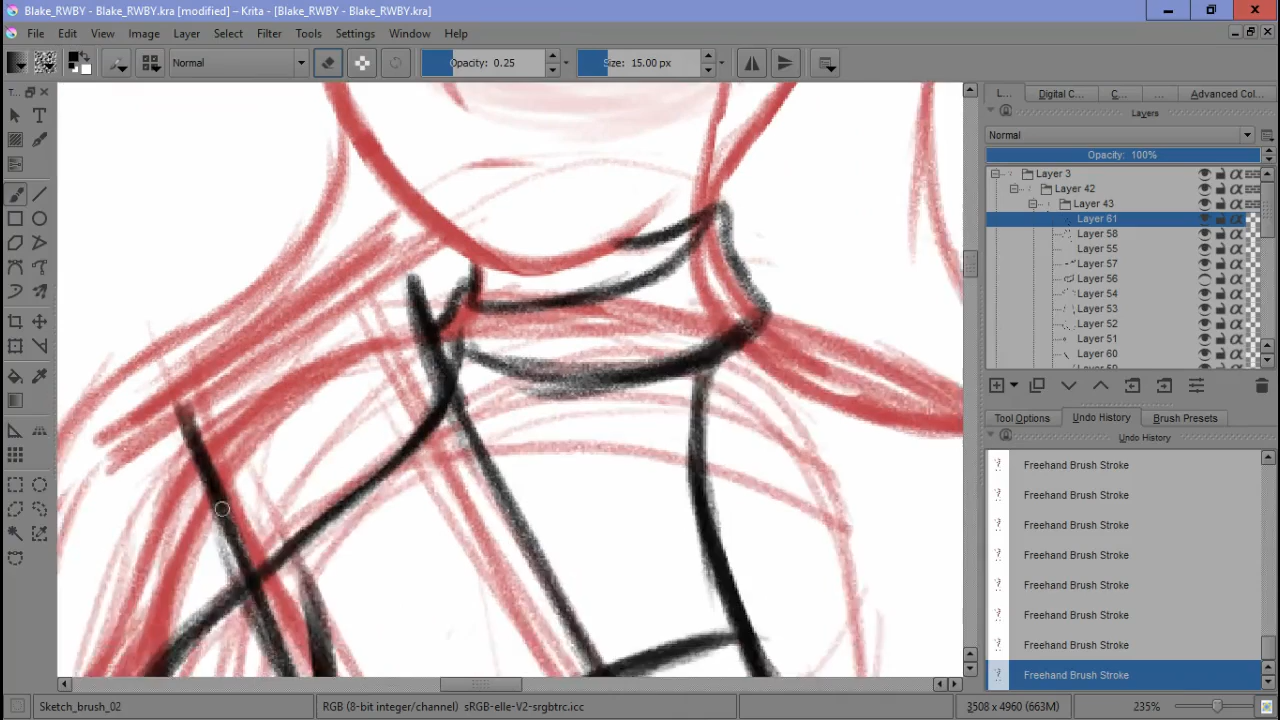 Blake_RWBY - Blake_RWBY.kra [modified] – Krita - [Blake_RWBY - Blake_RWBY.kra]
File Edit View Image Layer Select Filter Tools Settings Window Help
Normal Opacity: 0.25 Size: 15.00 px
T... L... Digital C... C... ... Advanced Col...
Layers
Normal
Opacity: 100%
Layer 3
Layer 42
Layer 43
Layer 61
Layer 58
Layer 55
Layer 57
Layer 56
Layer 54
Layer 53
Layer 52
Layer 51
Layer 60
Tool Options Undo History Brush Presets
Undo History
Freehand Brush Stroke
Freehand Brush Stroke
Freehand Brush Stroke
Freehand Brush Stroke
Freehand Brush Stroke
Freehand Brush Stroke
Freehand Brush Stroke
Freehand Brush Stroke
Sketch_brush_02 RGB (8-bit integer/channel) sRGB-elle-V2-srgbtrc.icc 3508 x 4960 (663M) 235%